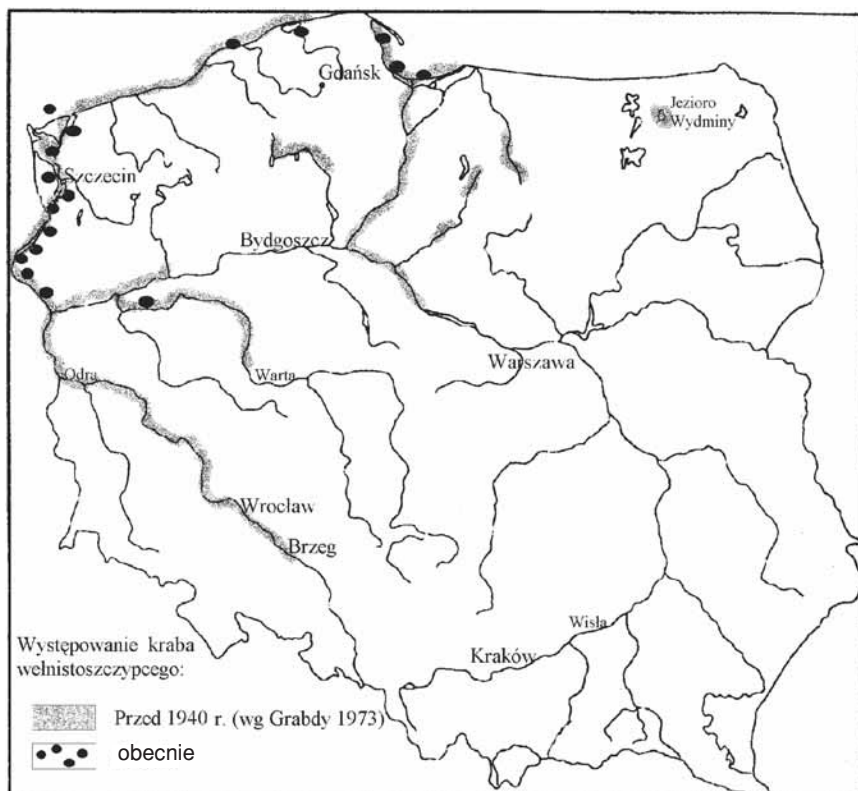 Gdańsk
Jezioro
Wydminy
Szczecin
Bydgoszcz
Warszawa
Odra
Warta
Wrocław
Brzeg
Wisła
Kraków
Występowanie kraba
wełnistoszczypcego:
Przed 1940 r. (wg Grabdy 1973)
obecnie